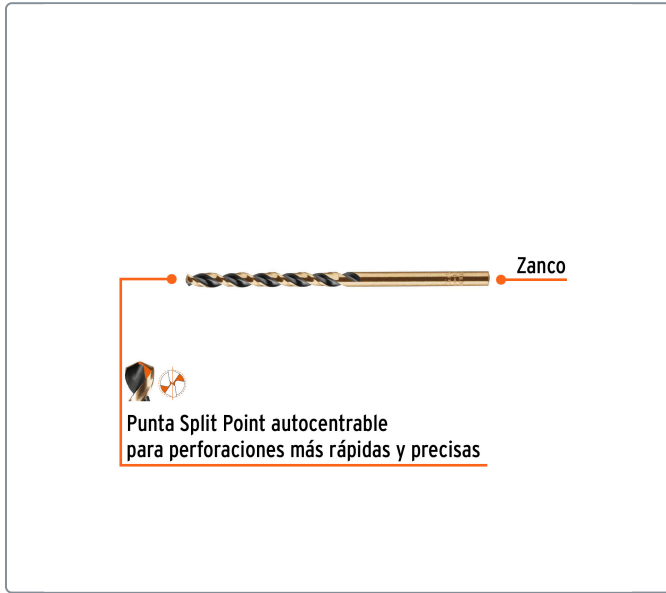 Zanco
Punta Split Point autocentrable
para perforaciones más rápidas y precisas